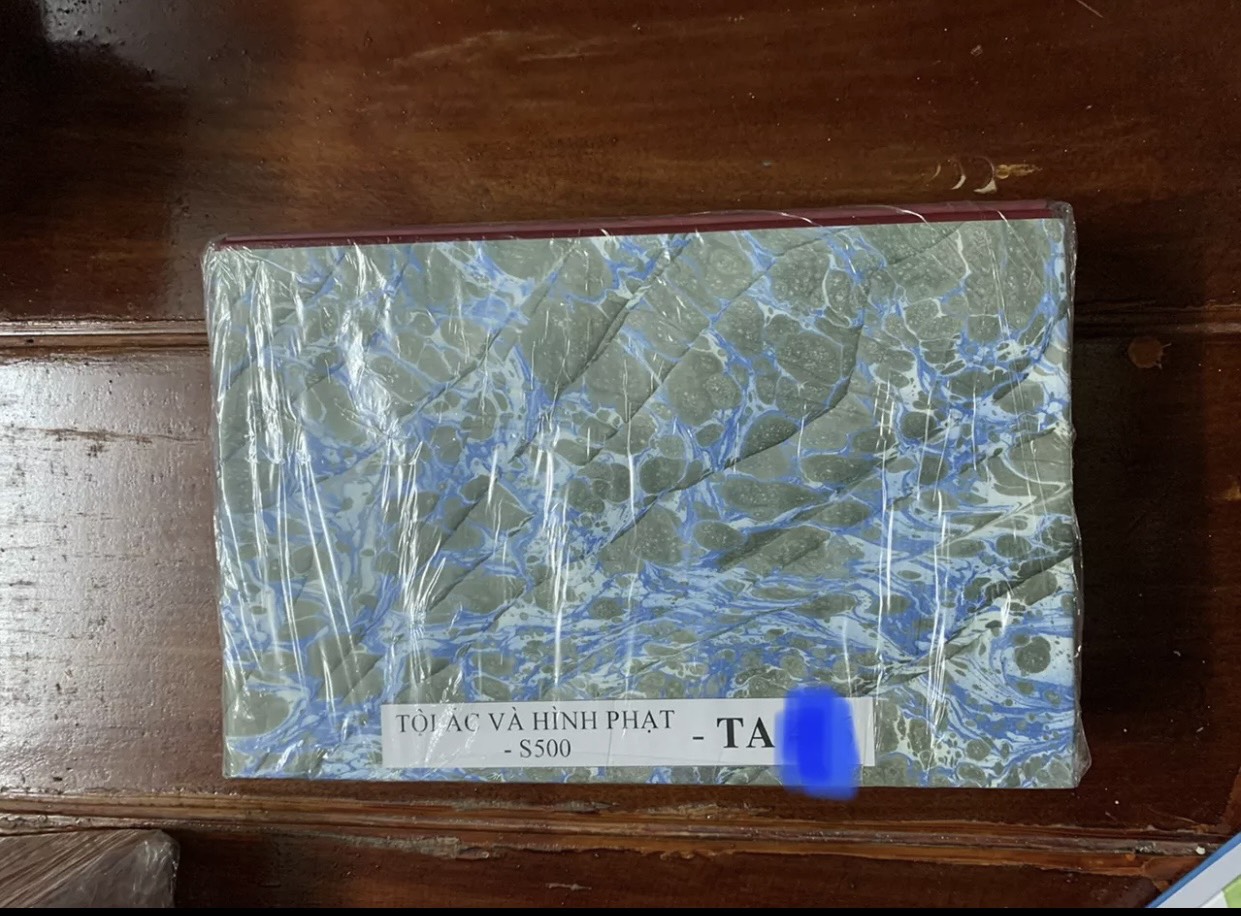 TỘI ÁC VÀ HÌNH PHẠT
- S500
- TA